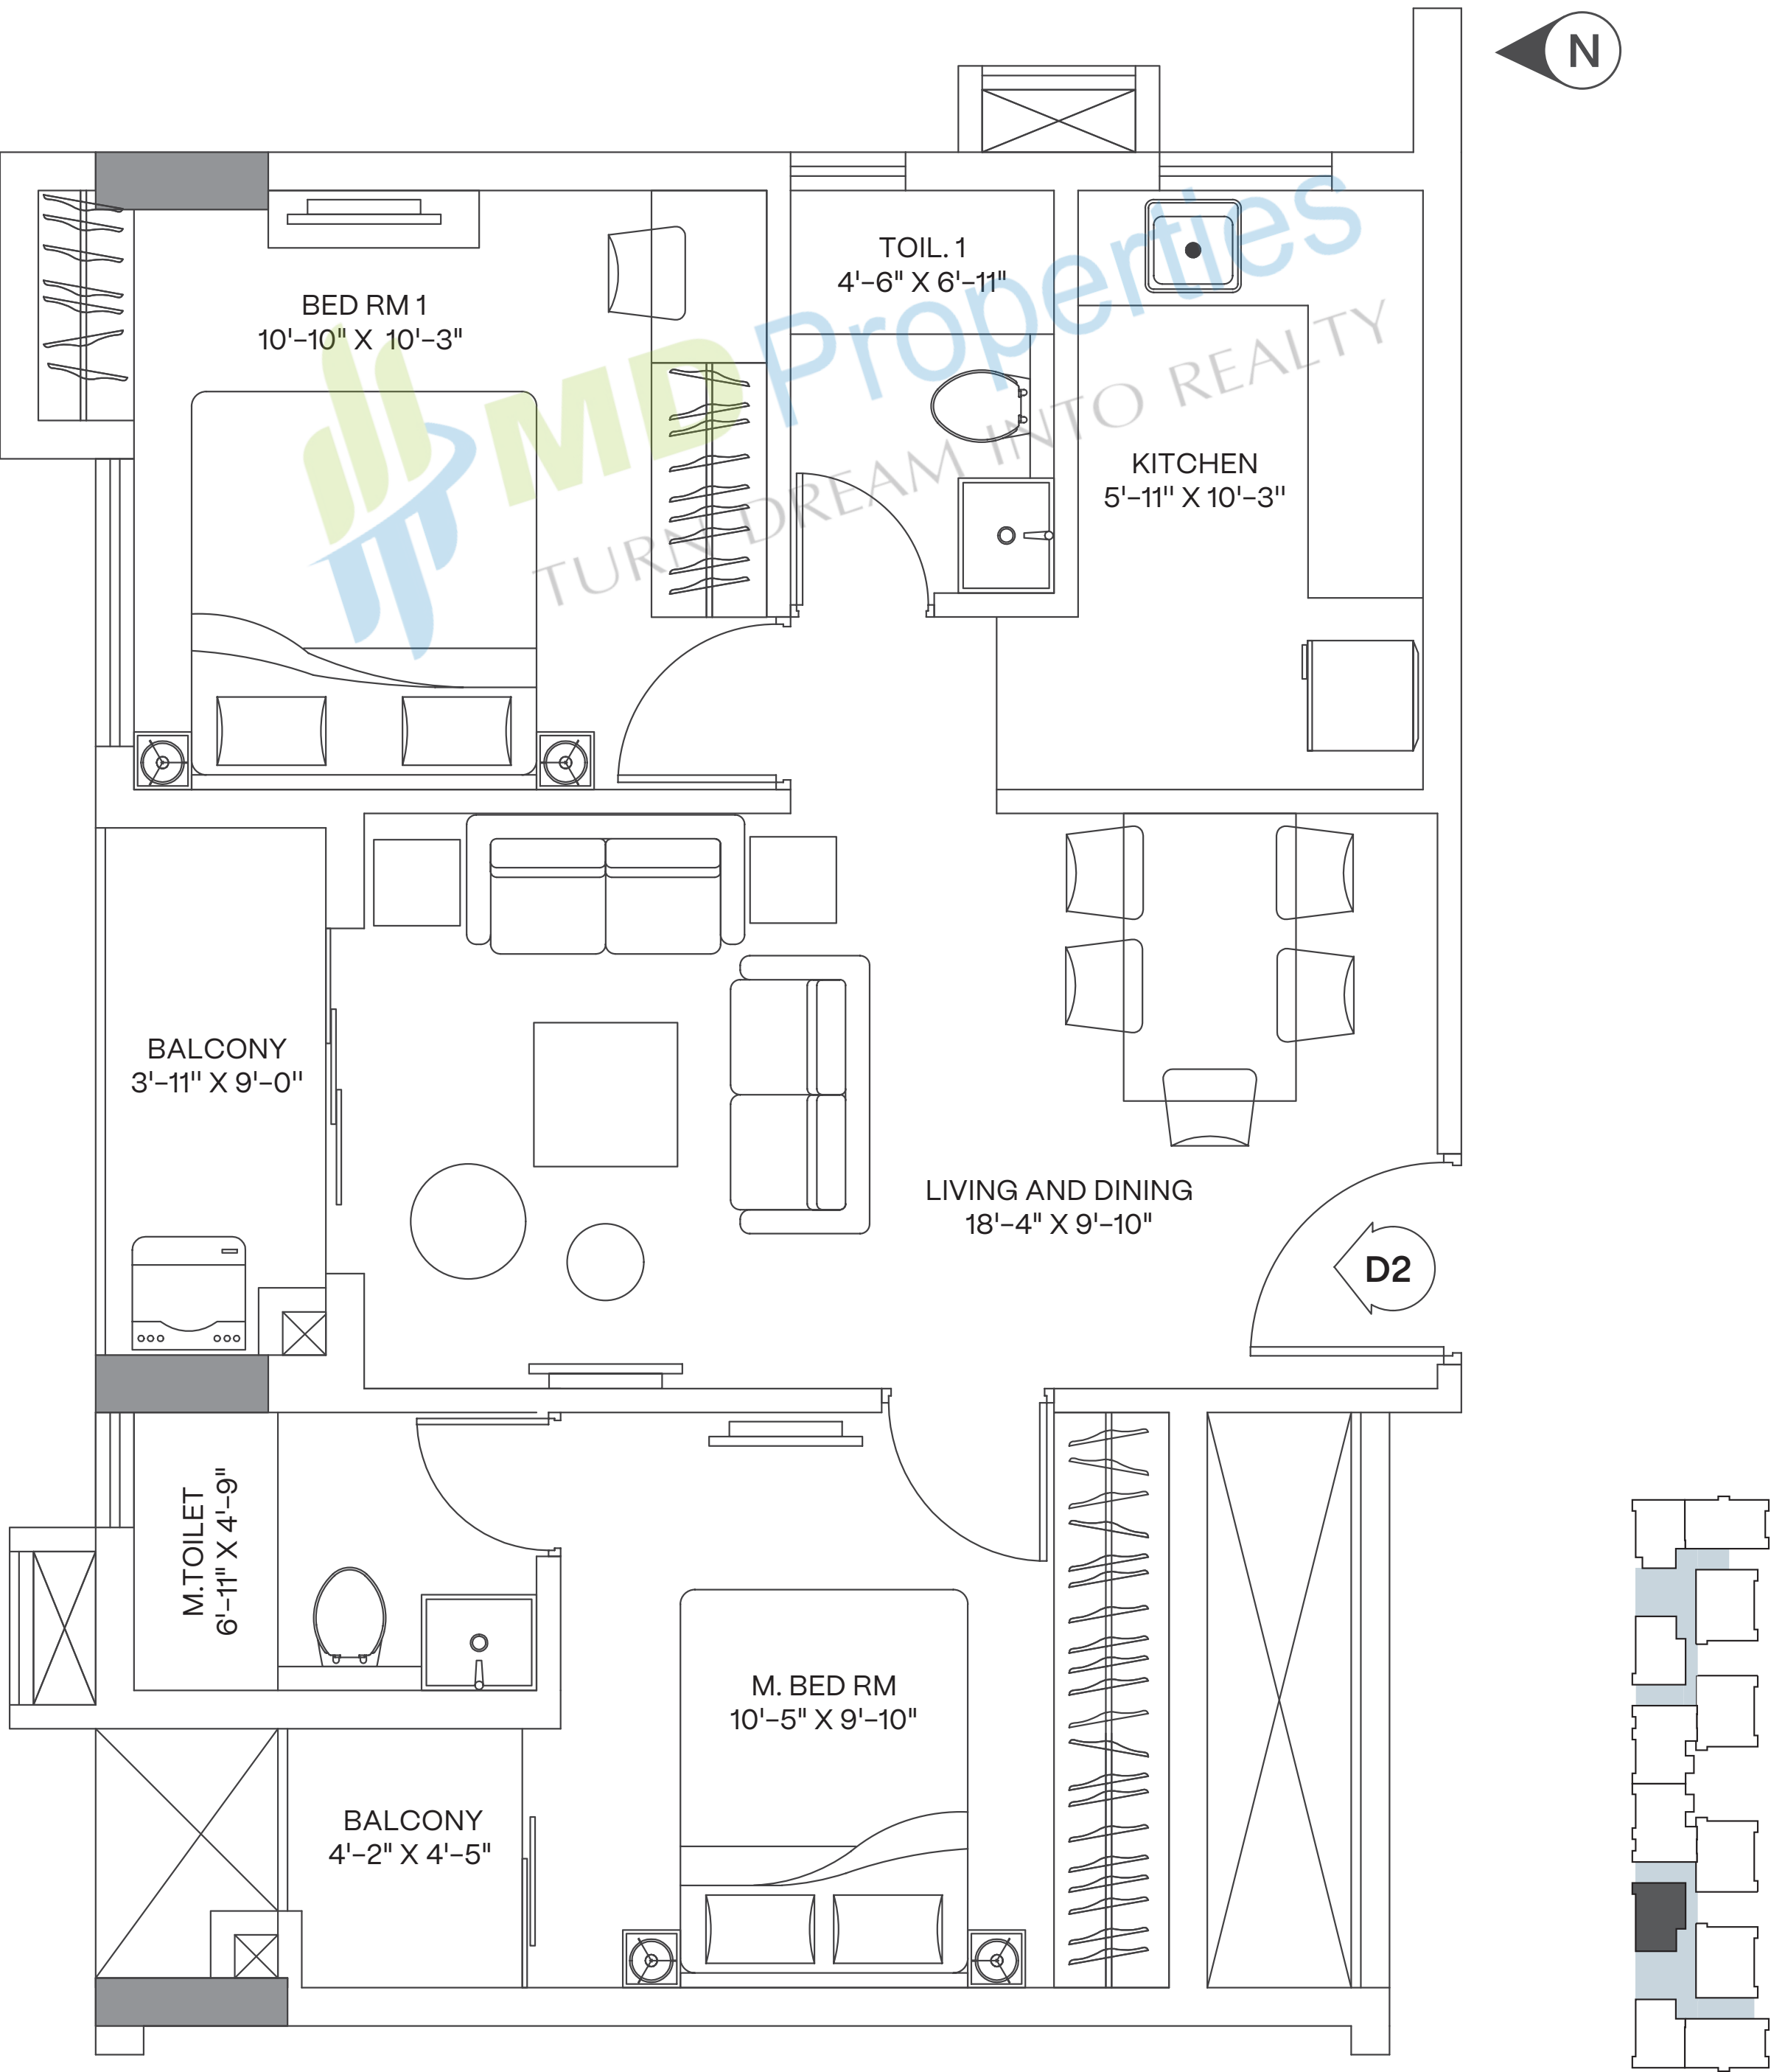 N
TOIL. 1
4'-6" X 6'-11"
BED RM 1
10'-10" X 10'-3"
MD Properties
TURN DREAM INTO REALTY
KITCHEN
5'-11" X 10'-3"
BALCONY
3'-11" X 9'-0"
LIVING AND DINING
18'-4" X 9'-10"
D2
M.TOILET
6'-11" X 4'-9"
M. BED RM
10'-5" X 9'-10"
BALCONY
4'-2" X 4'-5"